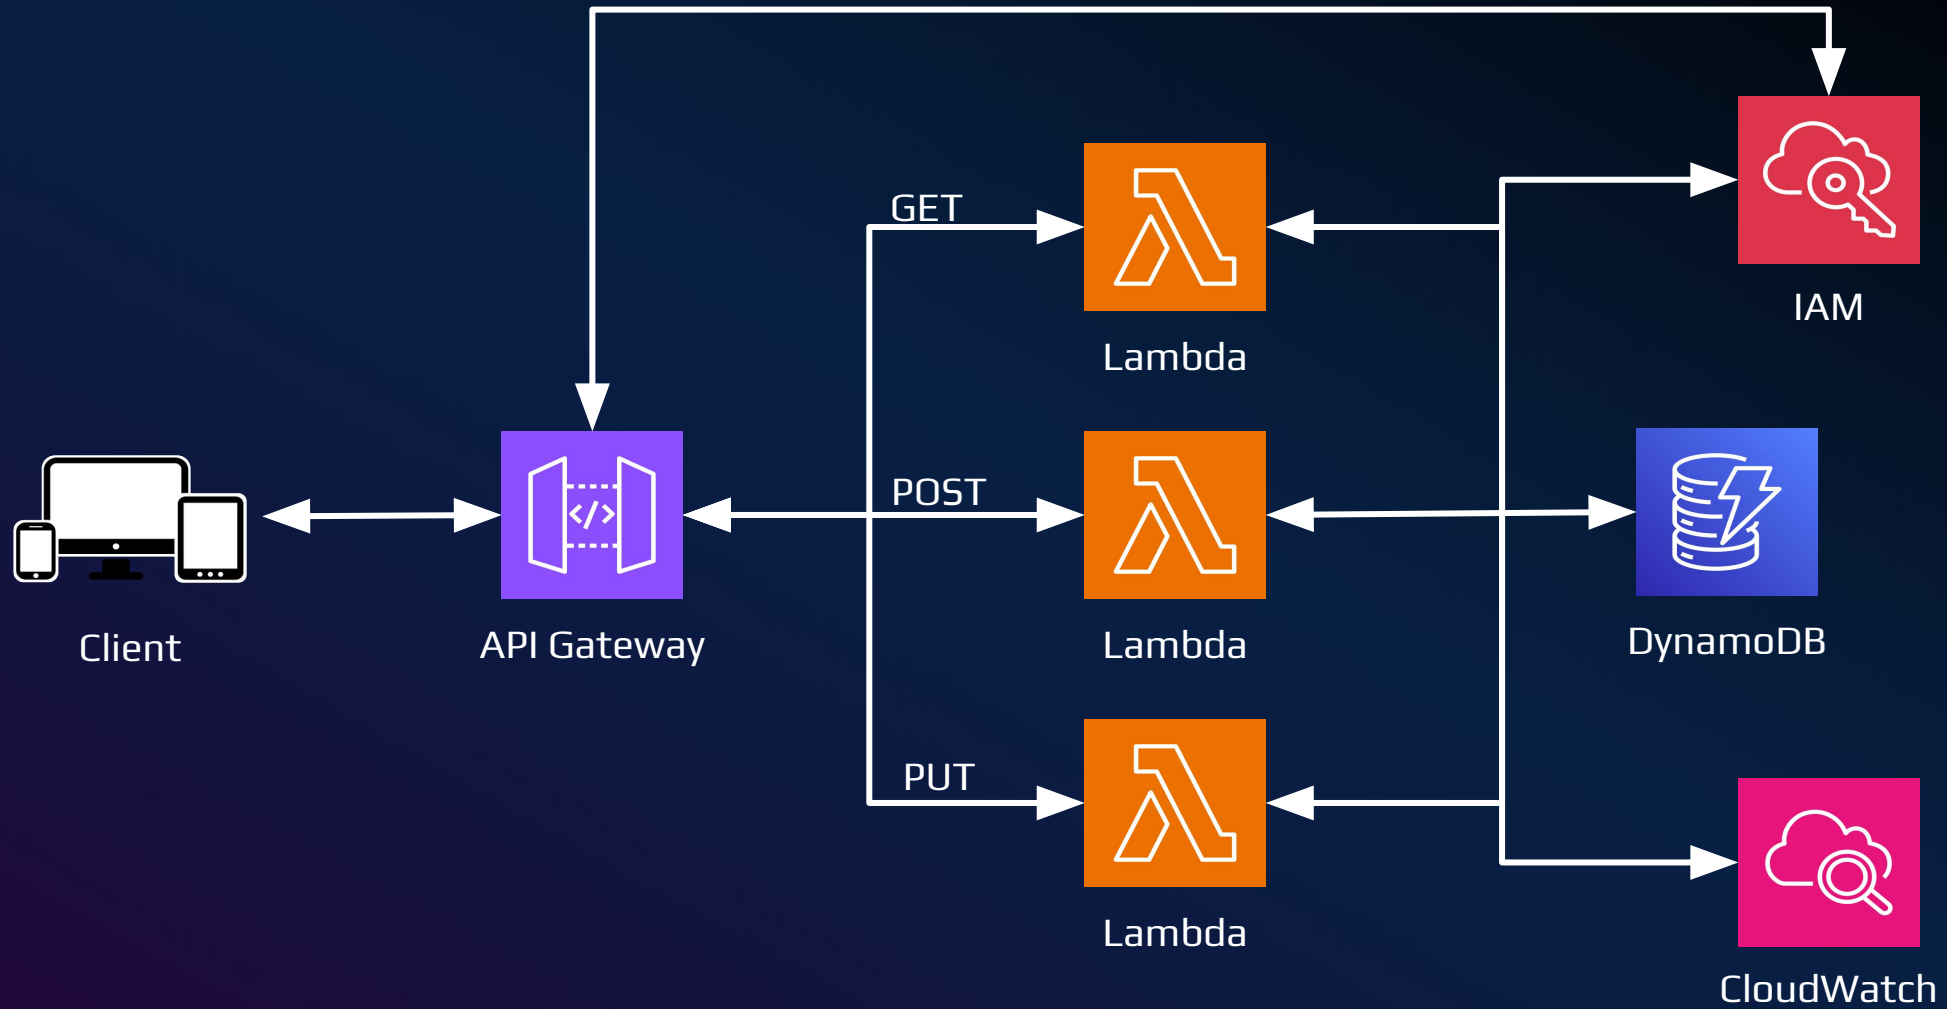 GET
Lambda
IAM
POST
Client
API Gateway
Lambda
DynamoDB
PUT
Lambda
CloudWatch